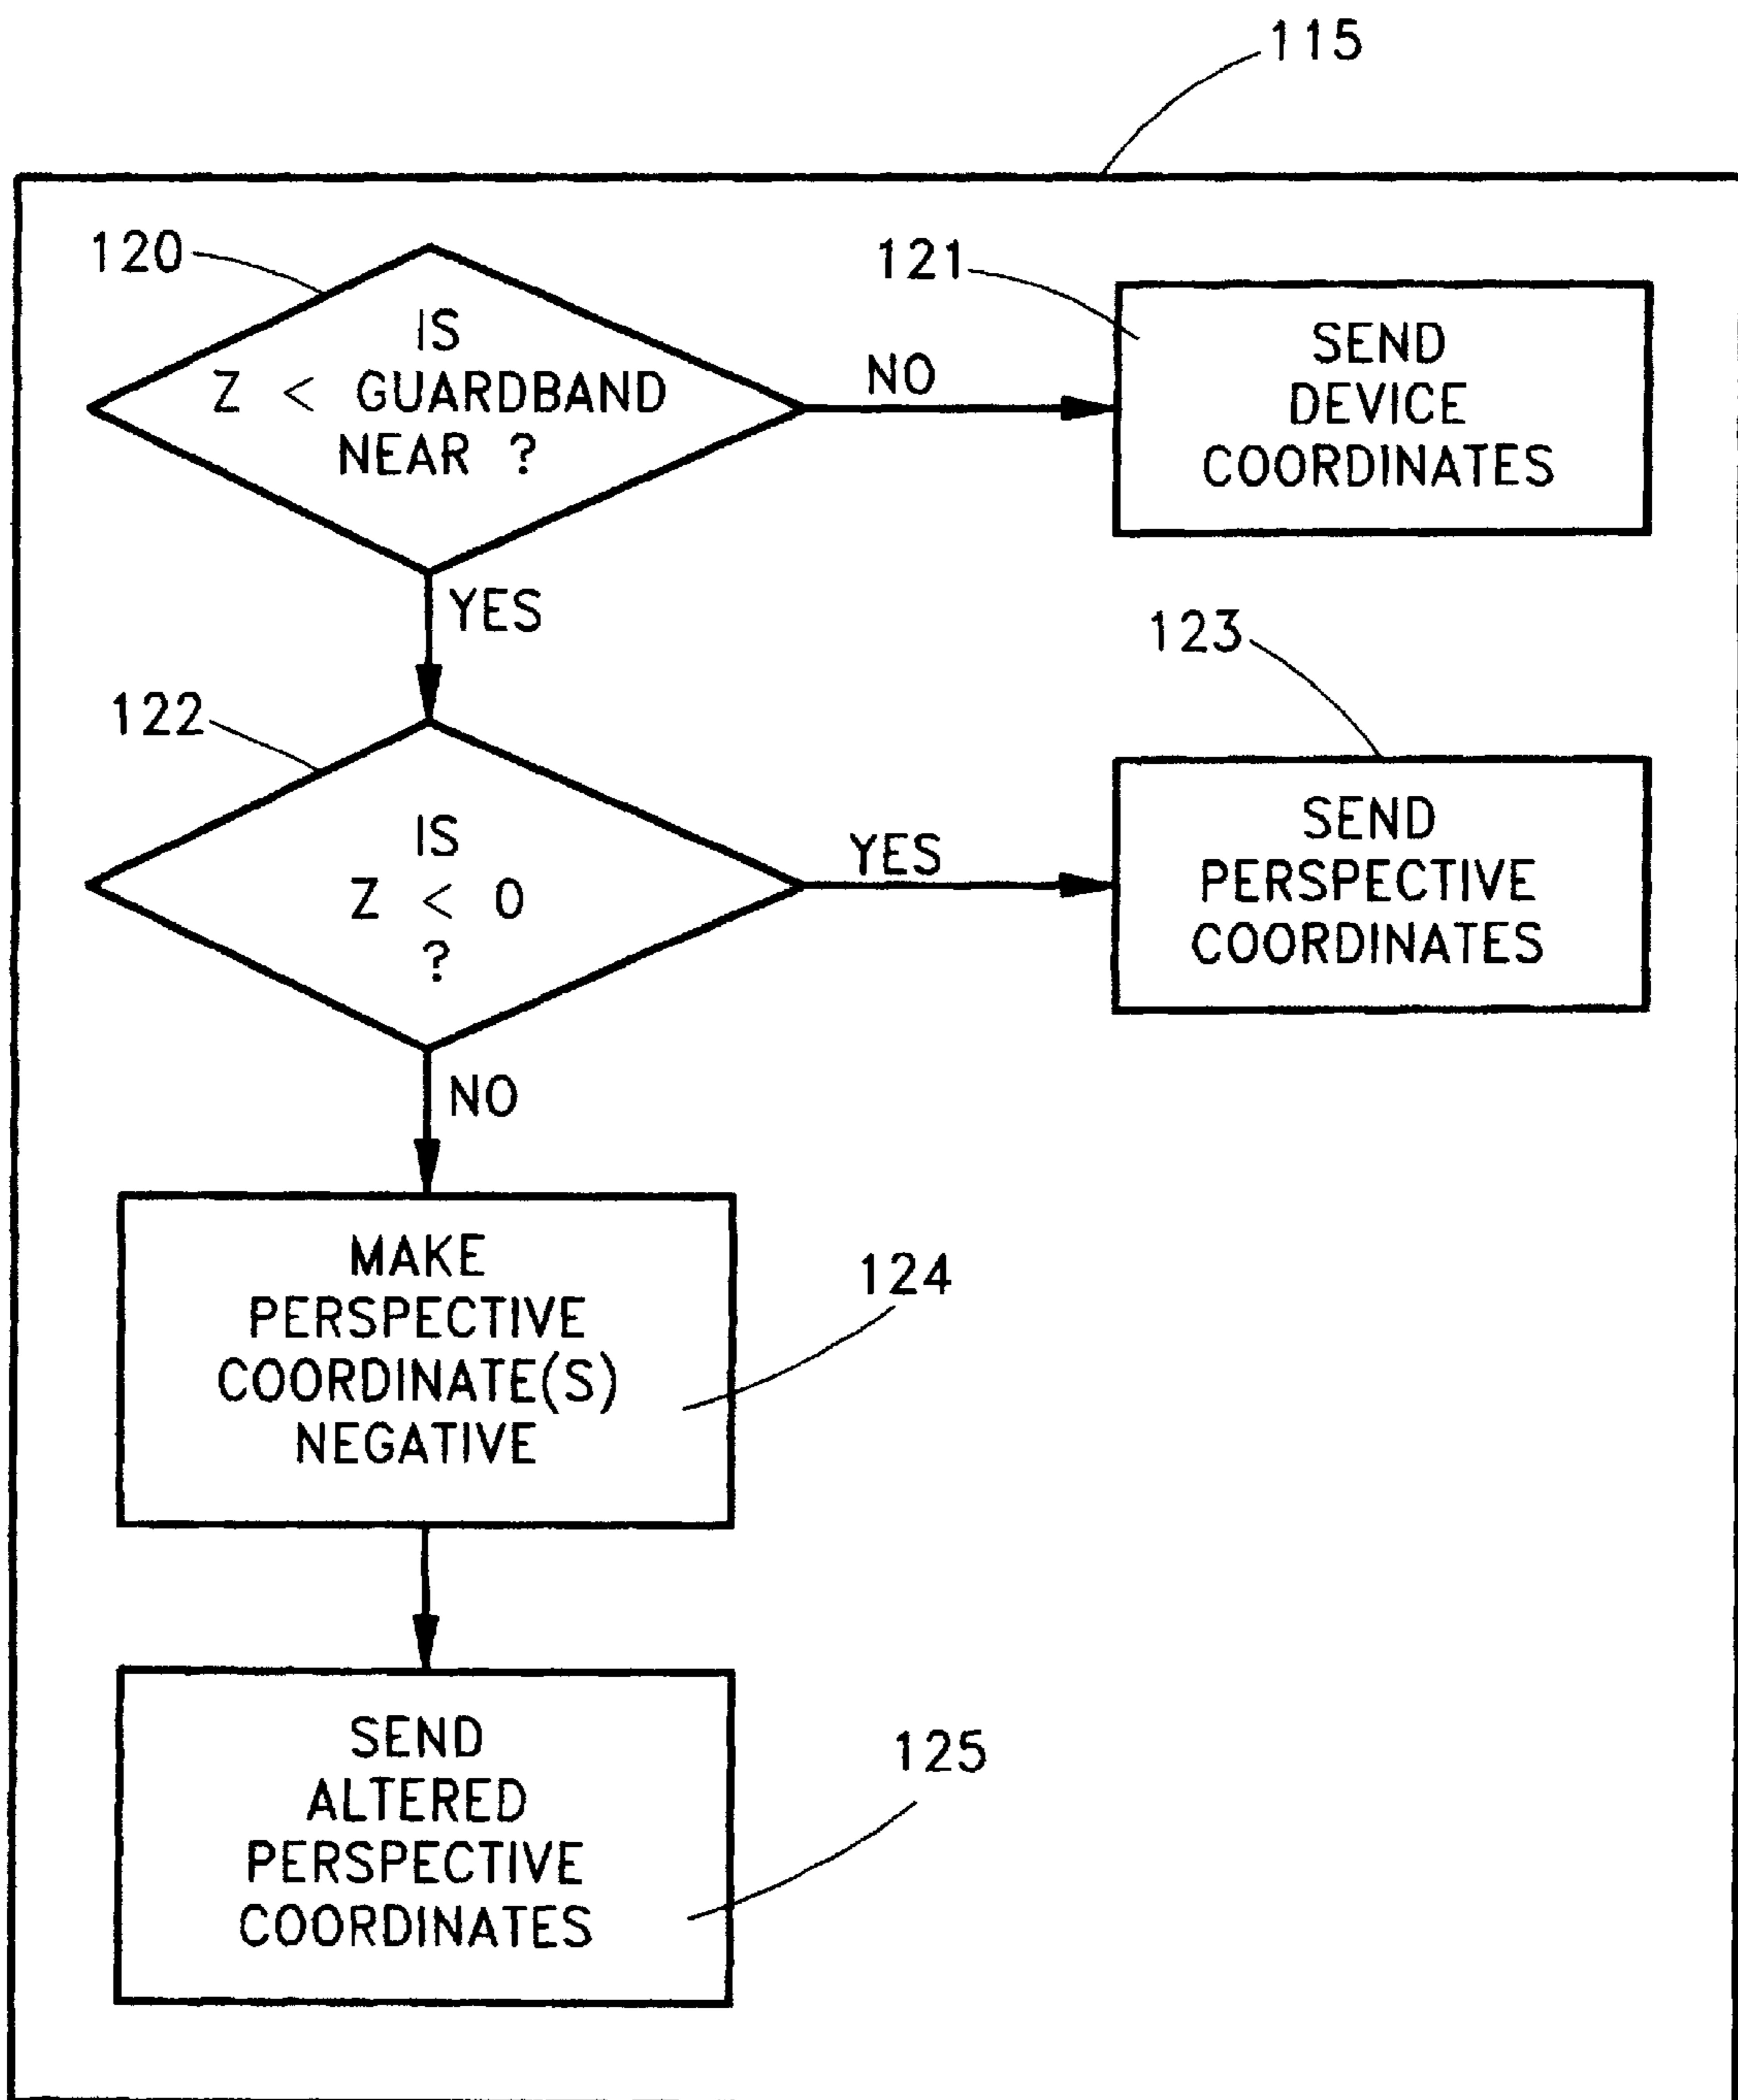 115
120
IS
Z < GUARDBAND
NEAR ?
NO
121
SEND
DEVICE
COORDINATES
YES
122
IS
Z < 0
?
YES
123
SEND
PERSPECTIVE
COORDINATES
NO
MAKE
PERSPECTIVE
COORDINATE(S)
NEGATIVE
124
SEND
ALTERED
PERSPECTIVE
COORDINATES
125